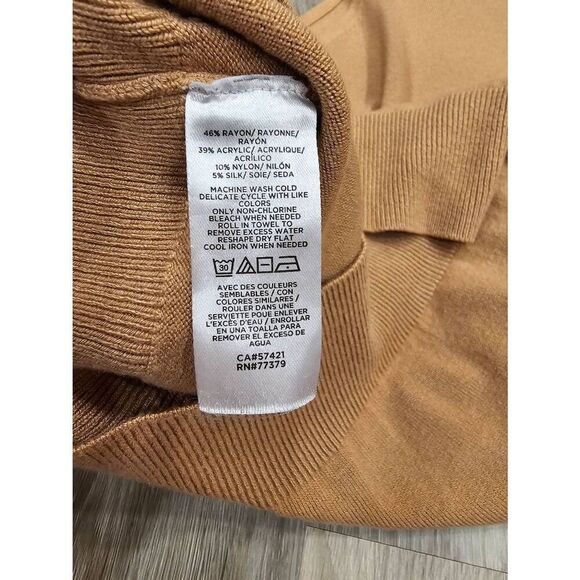 46% RAYON/ RAYONNE/
RAYÓN
39% ACRYLIC/ ACRYLIQUE/
ACRÍLICO
10% NYLON/ NILÓN
5% SILK/ SOIE/ SEDA
MACHINE WASH COLD
DELICATE CYCLE WITH LIKE
COLORS
ONLY NON-CHLORINE
BLEACH WHEN NEEDED
ROLL IN TOWEL TO
REMOVE EXCESS WATER
RESHAPE DRY FLAT
COOL IRON WHEN NEEDED
30
AVEC DES COULEURS
SEMBLABLES / CON
COLORES SIMILARES /
ROULER DANS UNE
SERVIETTE POUR ENLEVER
L'EXCÈS D'EAU / ENROLLAR
EN UNA TOALLA PARA
REMOVER EL EXCESO DE
AGUA
CA#57421
RN#77379